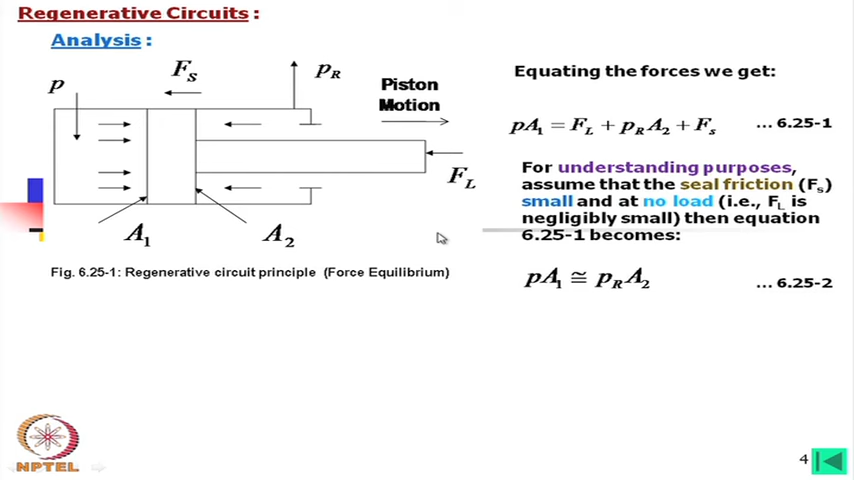 Regenerative Circuits :
Analysis :
p
F_S
p_R
Piston
Motion
F_L
A_1
A_2
Fig. 6.25-1: Regenerative circuit principle (Force Equilibrium)
Equating the forces we get:
pA_1 = F_L + p_R A_2 + F_s ... 6.25-1
For understanding purposes,
assume that the seal friction (F_s)
small and at no load (i.e., F_L is
negligibly small) then equation
6.25-1 becomes:
pA_1 ≅ p_R A_2 ... 6.25-2
NPTEL
4